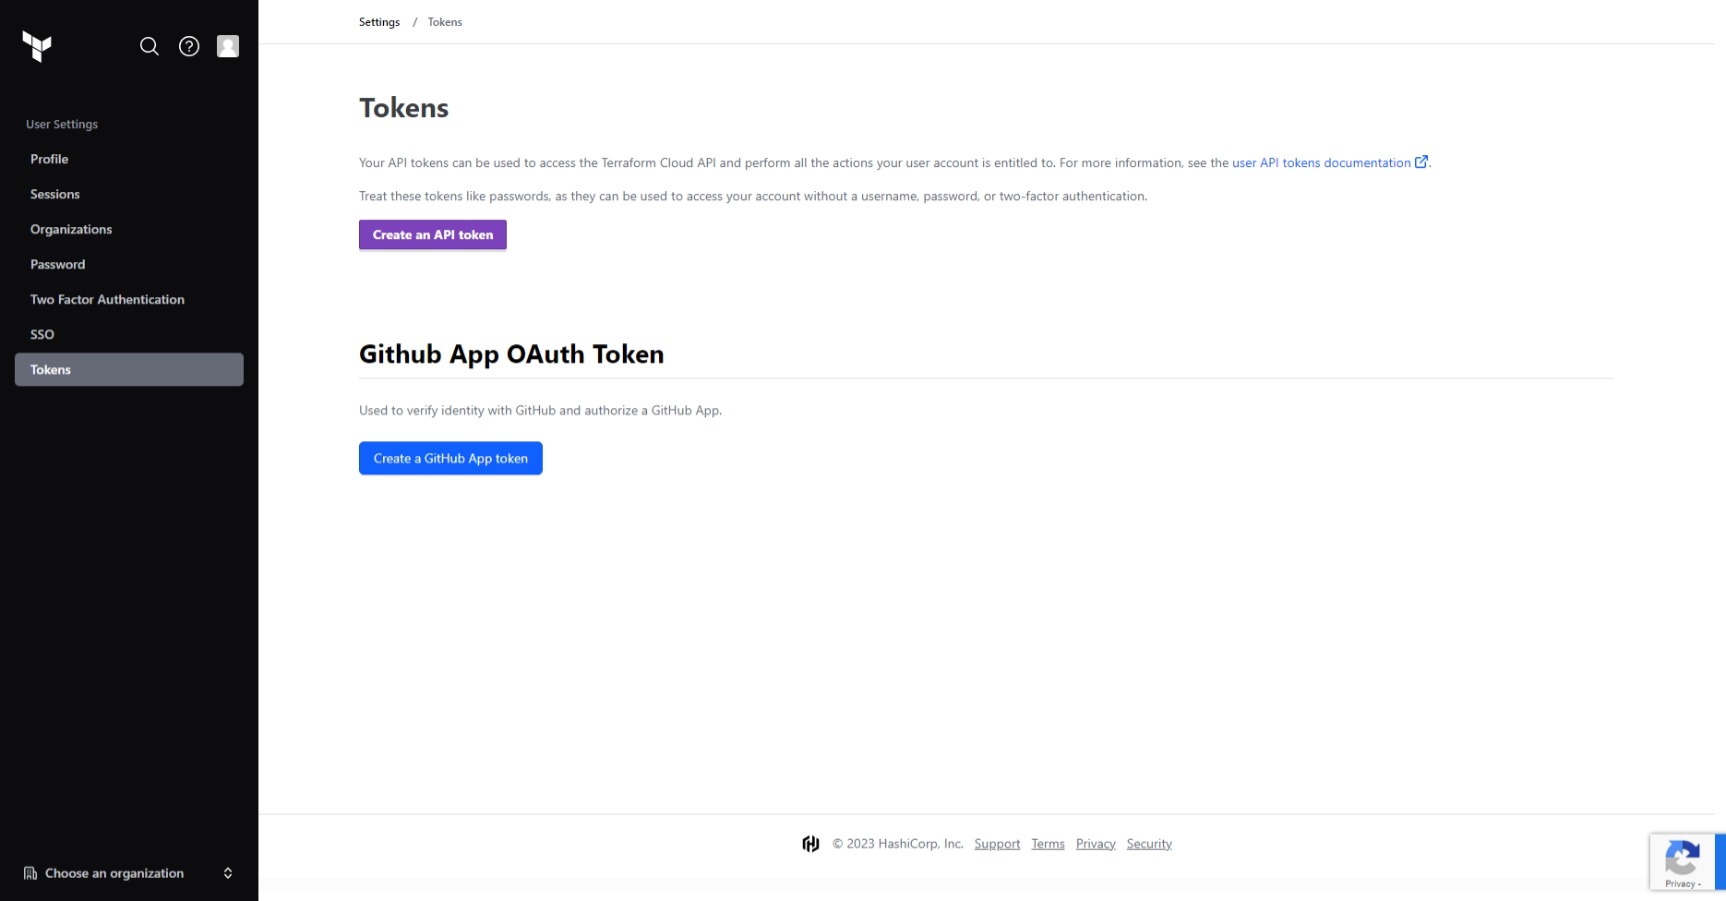 User Settings
Profile
Sessions
Organizations
Password
Two Factor Authentication
SSO
Tokens
Choose an organization
Settings / Tokens
Tokens
Your API tokens can be used to access the Terraform Cloud API and perform all the actions your user account is entitled to. For more information, see the user API tokens documentation.
Treat these tokens like passwords, as they can be used to access your account without a username, password, or two-factor authentication.
Create an API token
Github App OAuth Token
Used to verify identity with GitHub and authorize a GitHub App.
Create a GitHub App token
© 2023 HashiCorp, Inc. Support Terms Privacy Security
Privacy -